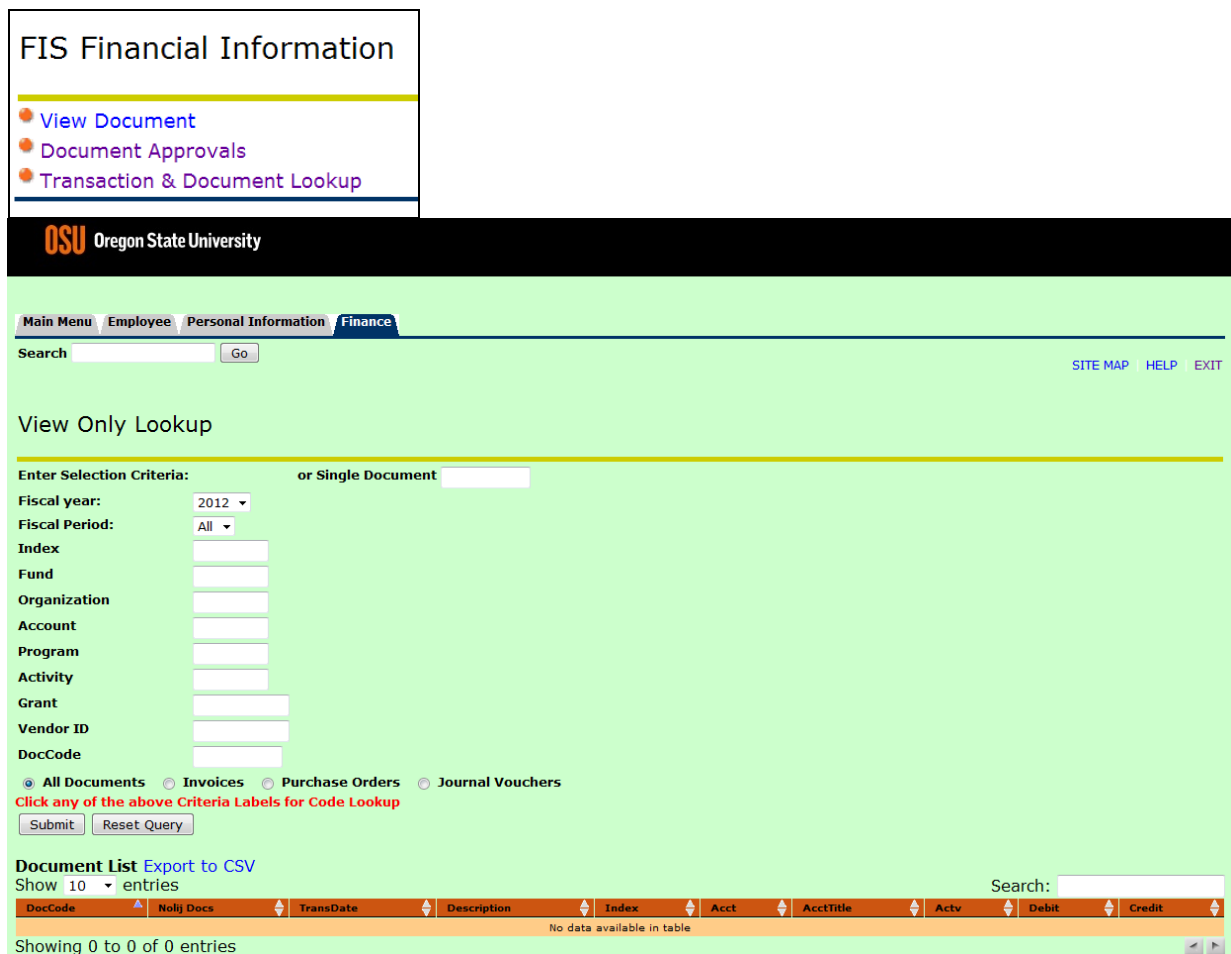 FIS Financial Information
View Document
Document Approvals
Transaction & Document Lookup
OSU Oregon State University
Main Menu Employee Personal Information Finance
Search Go
SITE MAP HELP EXIT
View Only Lookup
Enter Selection Criteria: or Single Document
Fiscal year: 2012
Fiscal Period: All
Index
Fund
Organization
Account
Program
Activity
Grant
Vendor ID
DocCode
All Documents Invoices Purchase Orders Journal Vouchers
Click any of the above Criteria Labels for Code Lookup
Submit Reset Query
Document List Export to CSV
Show 10 entries Search:
DocCode Nolij Docs TransDate Description Index Acct AcctTitle Actv Debit Credit
No data available in table
Showing 0 to 0 of 0 entries